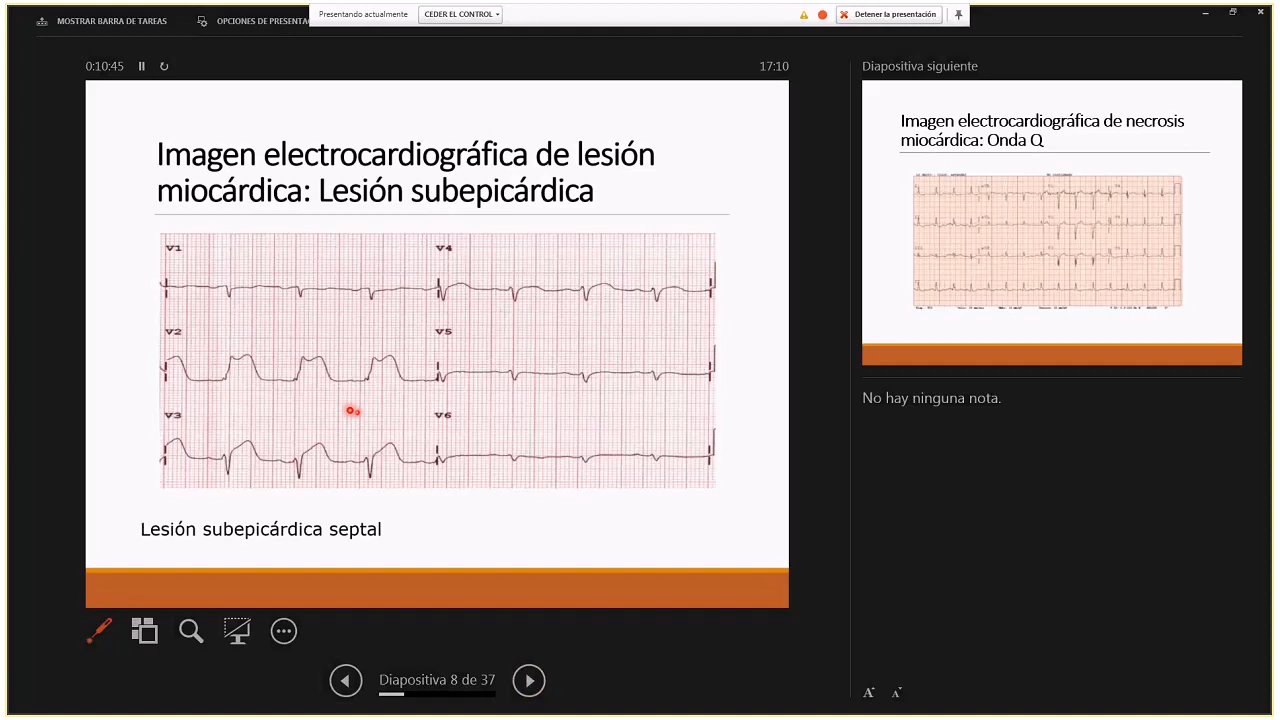 MOSTRAR BARRA DE TAREAS
OPCIONES DE PRESENTA
Presentando actualmente
CEDER EL CONTROL
Detener la presentación
0:10:45
17:10
Imagen electrocardiográfica de lesión
miocárdica: Lesión subepicárdica
V1
V4
V2
V5
V3
V6
Lesión subepicárdica septal
Diapositiva 8 de 37
Diapositiva siguiente
Imagen electrocardiográfica de necrosis
miocárdica: Onda Q
No hay ninguna nota.
A
A